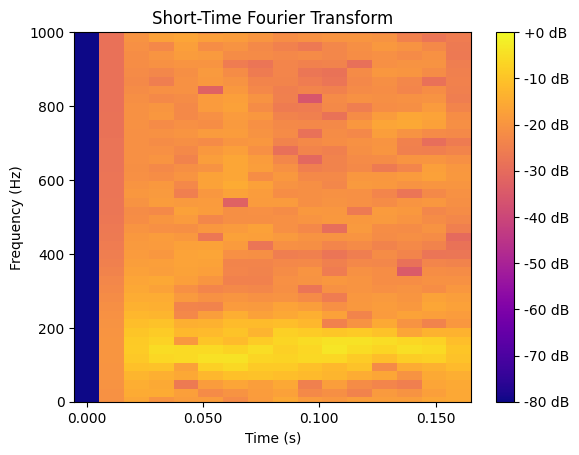 Short-Time Fourier Transform
1000
800
600
400
200
0
Frequency (Hz)
0.000
0.050
0.100
0.150
Time (s)
+0 dB
-10 dB
-20 dB
-30 dB
-40 dB
-50 dB
-60 dB
-70 dB
-80 dB